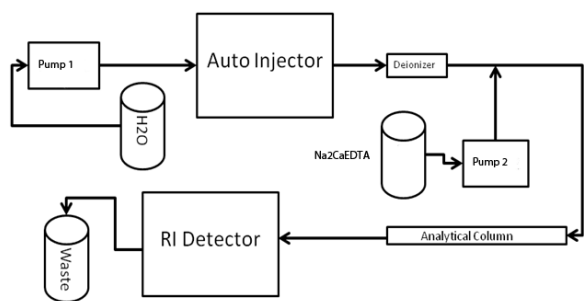 Pump 1
Auto Injector
Deionizer
H2O
Na2CaEDTA
Pump 2
Analytical Column
RI Detector
Waste